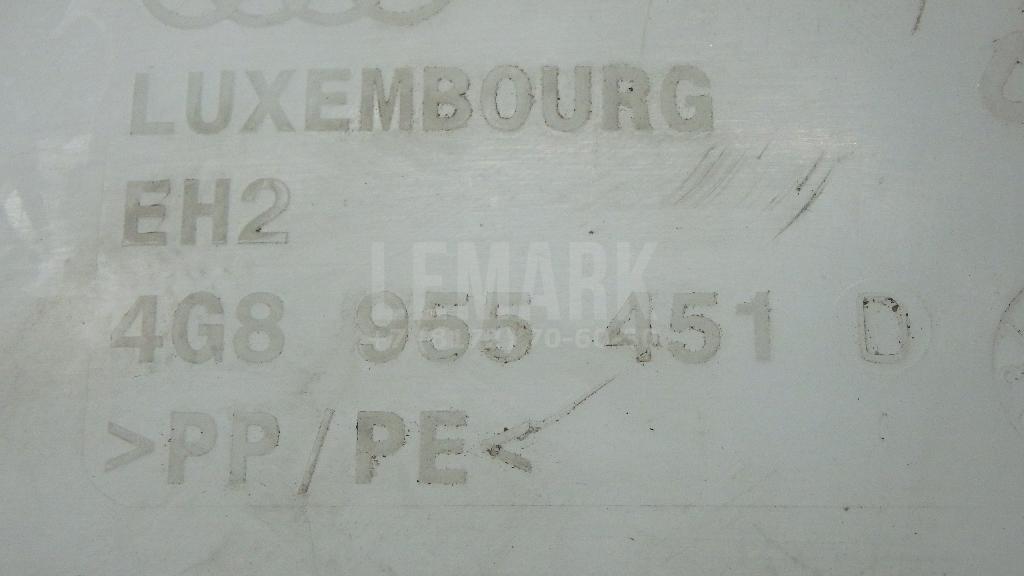 LUXEMBOURG
EH2
LEMARK
4G8 955 451 D
>PP/PE<